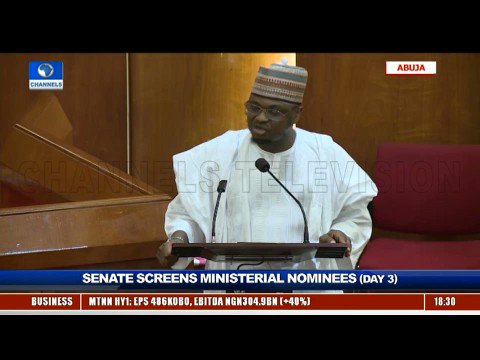 CHANNELS
ABUJA
CHANNELS TELEVISION
SENATE SCREENS MINISTERIAL NOMINEES (DAY 3)
BUSINESS MTNN HY1: EPS 486KOBO, EBITDA NGN304.9BN (+40%) 18:30